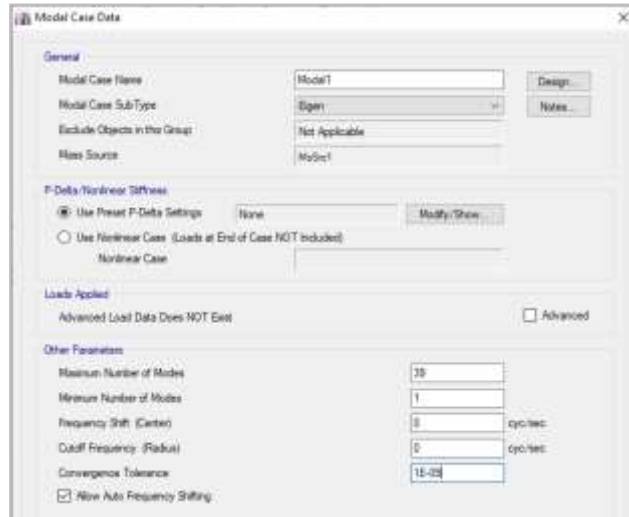 Modal Case Data
General
Modal Case Name Modal1 Design...
Modal Case SubType Eigen Notes...
Exclude Objects in this Group Not Applicable
Mass Source MsSrc1
P-Delta/Nonlinear Stiffness
Use Preset P-Delta Settings None Modify/Show...
Use Nonlinear Case (Loads at End of Case NOT Included)
Nonlinear Case
Loads Applied
Advanced Load Data Does NOT Exist Advanced
Other Parameters
Maximum Number of Modes
Minimum Number of Modes 1
Frequency Shift (Center) 0 cyc/sec
Cutoff Frequency (Radius) 0 cyc/sec
Convergence Tolerance 1E-09
Allow Auto Frequency Shifting